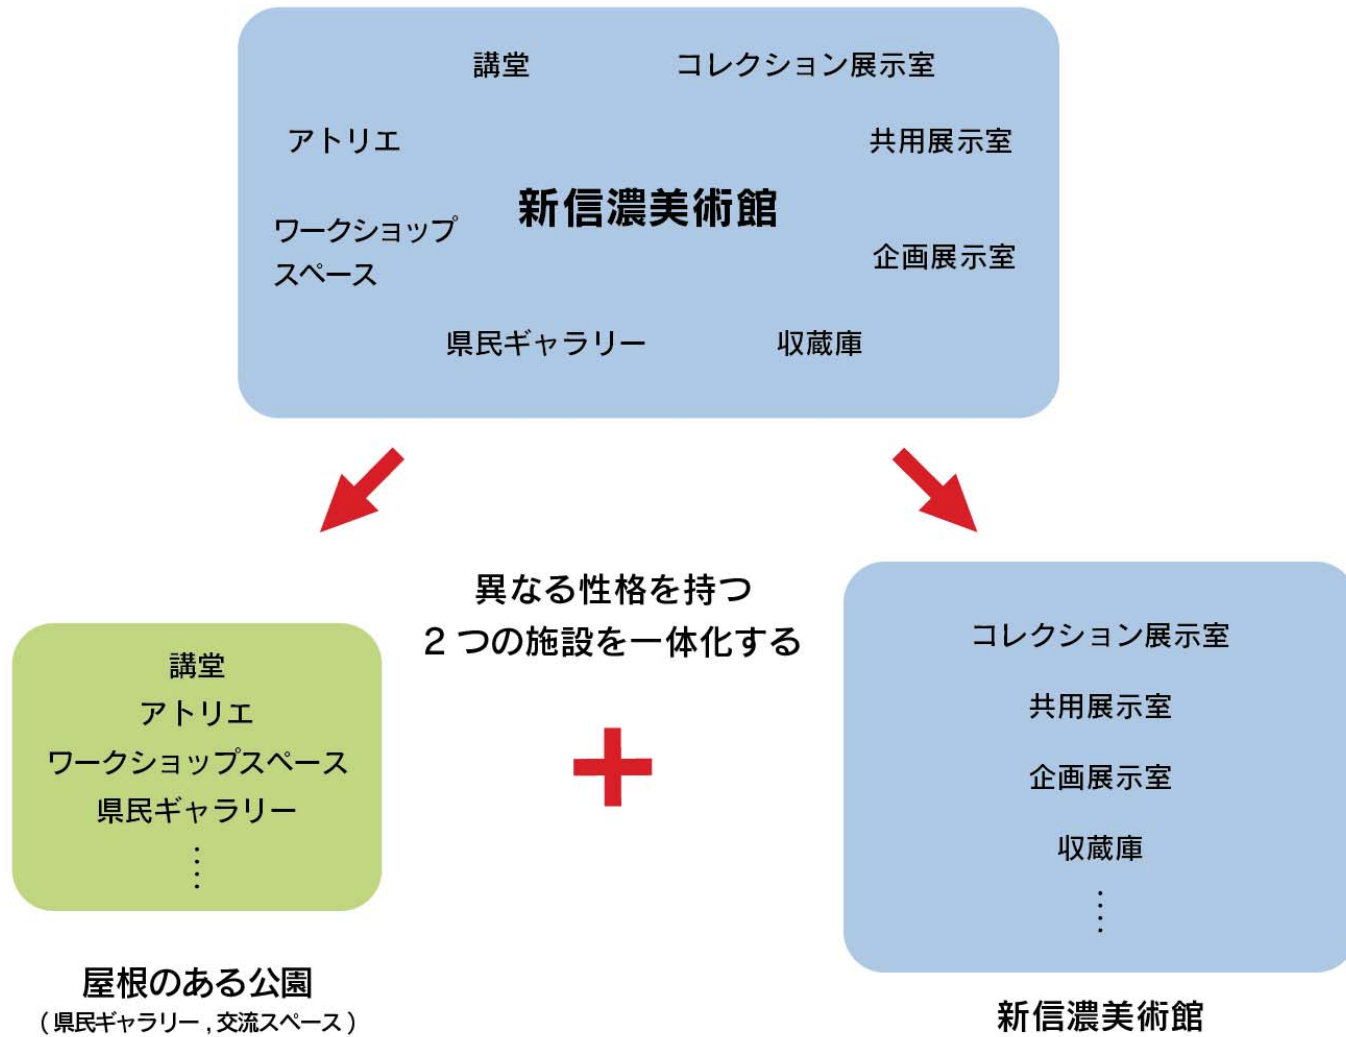 講堂
コレクション展示室
アトリエ
共用展示室
新信濃美術館
ワークショップ
スペース
企画展示室
県民ギャラリー
収蔵庫
異なる性格を持つ
2 つの施設を一体化する
講堂
アトリエ
ワークショップスペース
県民ギャラリー
⋮
屋根のある公園
( 県民ギャラリー , 交流スペース )
コレクション展示室
共用展示室
企画展示室
収蔵庫
⋮
新信濃美術館